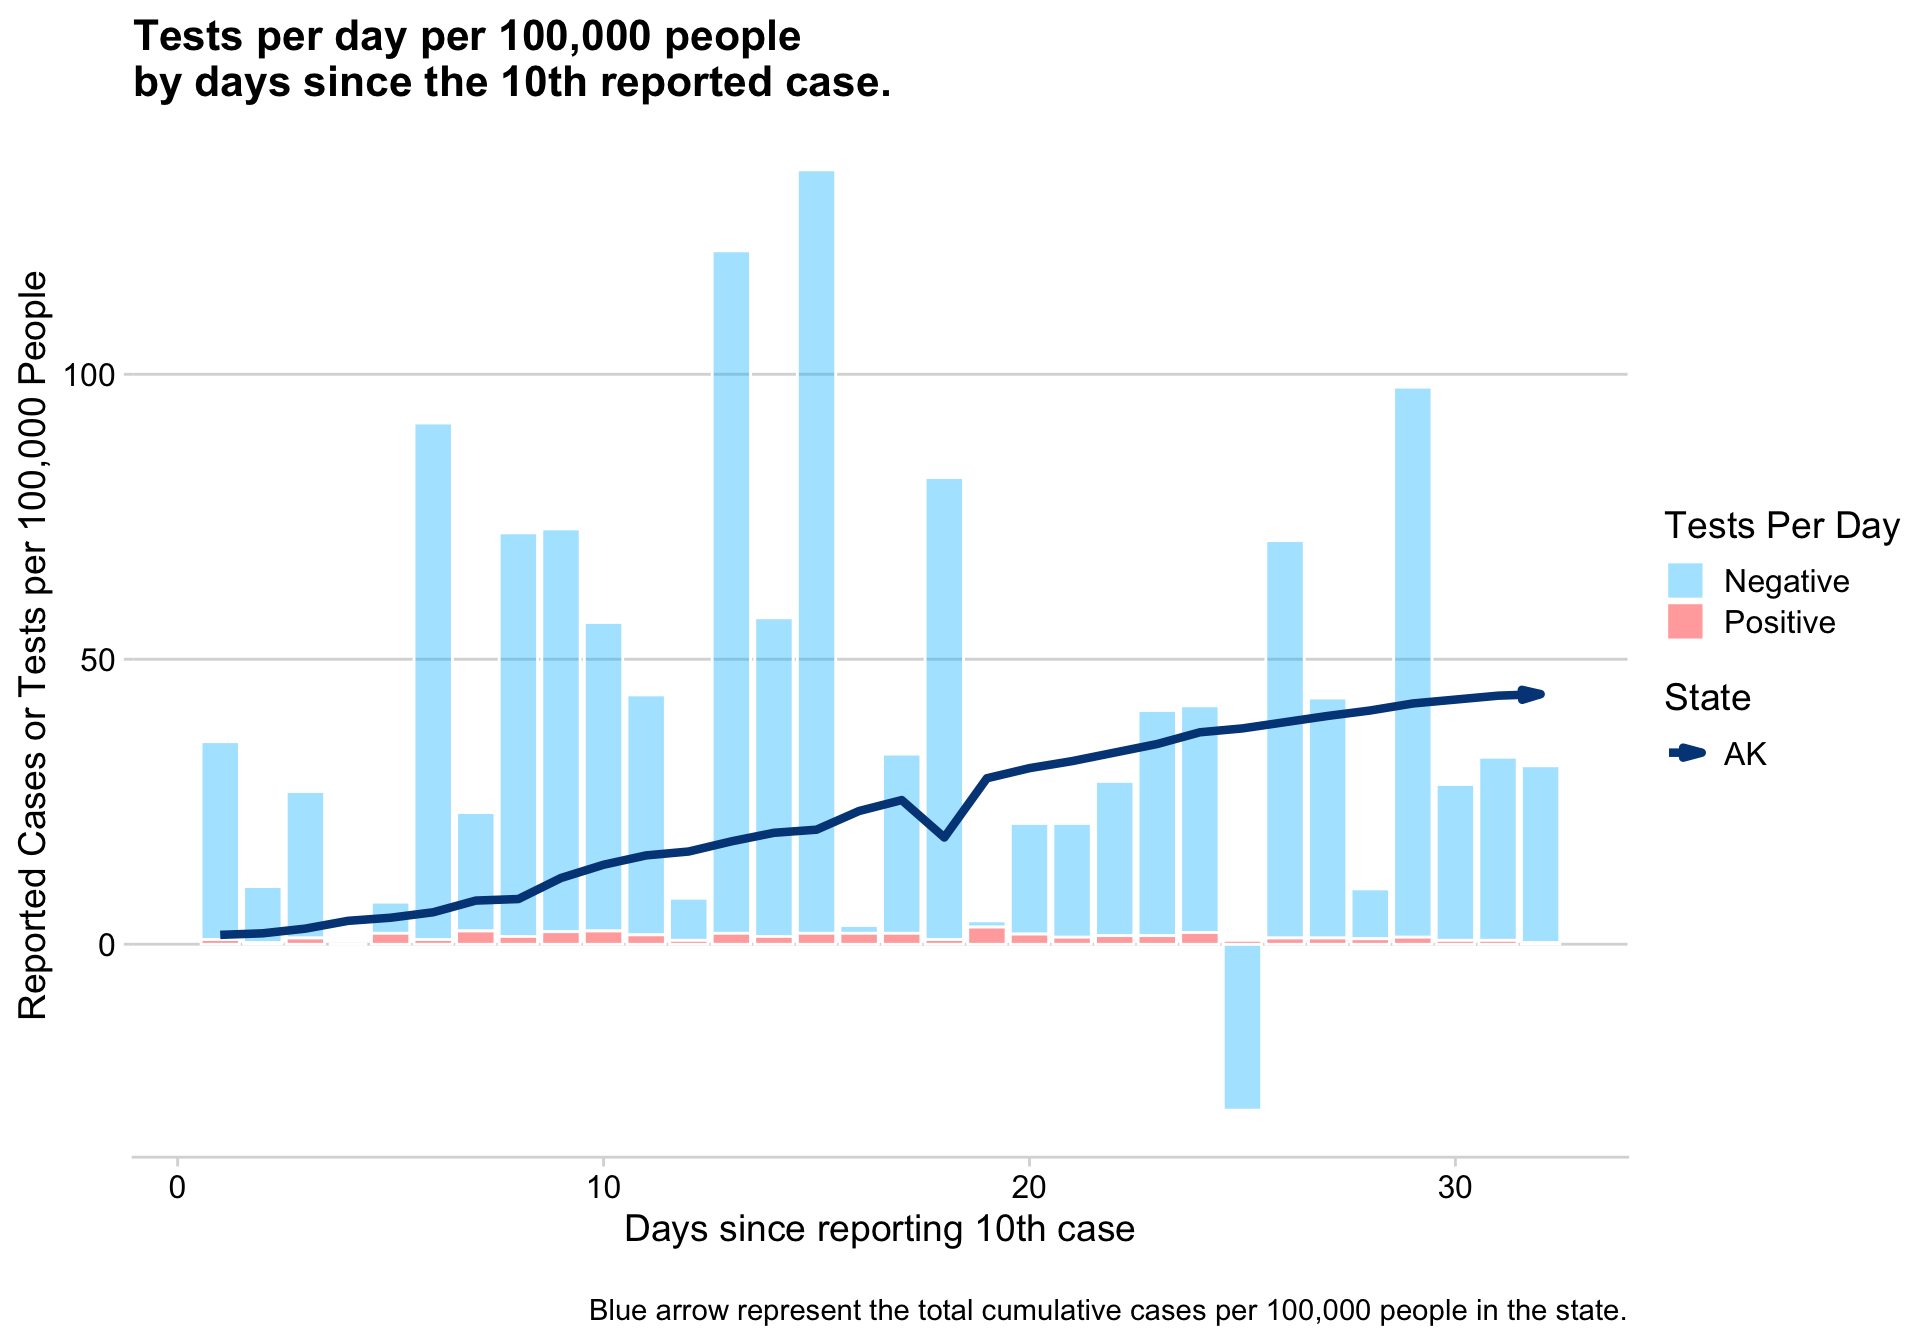 Tests per day per 100,000 people
by days since the 10th reported case.
Reported Cases or Tests per 100,000 People
100
50
0
0
10
20
30
Days since reporting 10th case
Tests Per Day
Negative
Positive
State
AK
Blue arrow represent the total cumulative cases per 100,000 people in the state.